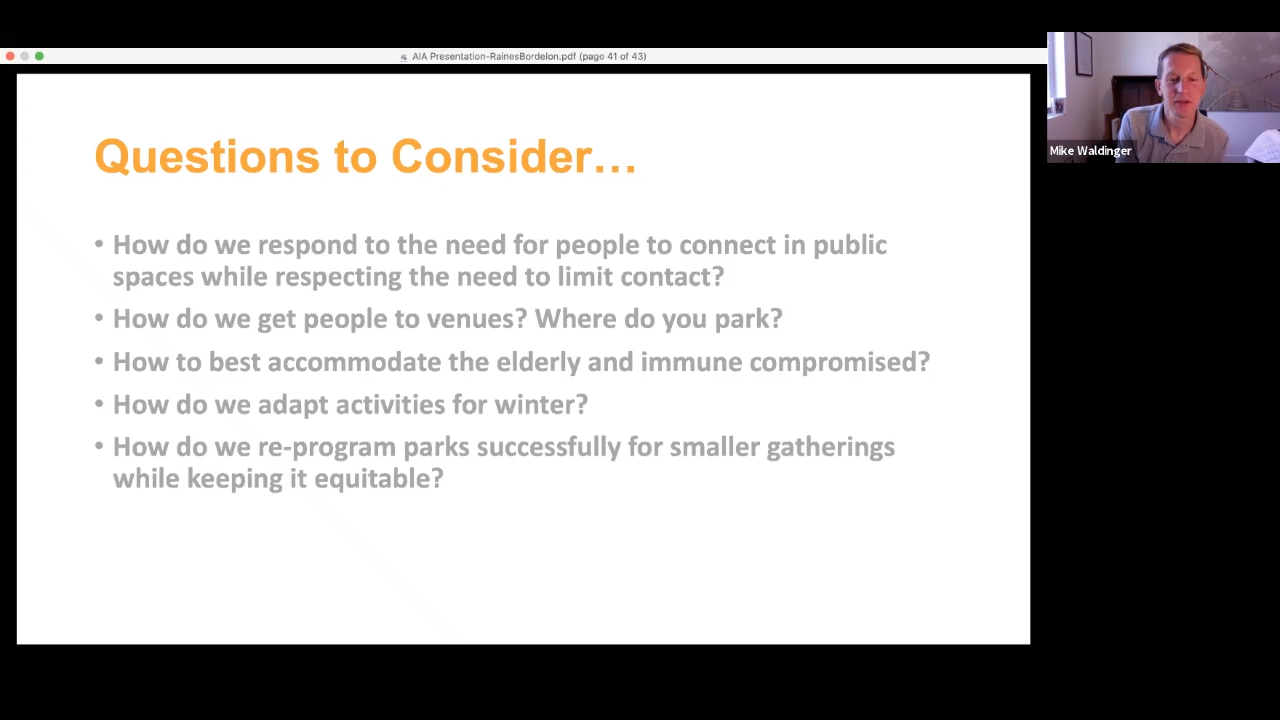 AIA Presentation-RainesBordelon.pdf (page 41 of 43)
Mike Waldinger
Questions to Consider…
• How do we respond to the need for people to connect in public
spaces while respecting the need to limit contact?
• How do we get people to venues? Where do you park?
• How to best accommodate the elderly and immune compromised?
• How do we adapt activities for winter?
• How do we re-program parks successfully for smaller gatherings
while keeping it equitable?